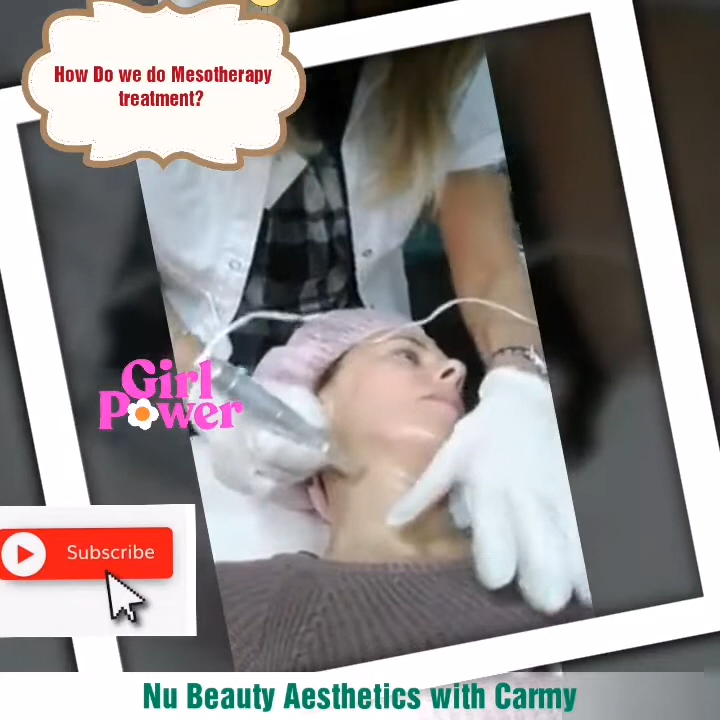 How Do we do Mesotherapy
treatment?
Girl
Power
Subscribe
Nu Beauty Aesthetics with Carmy